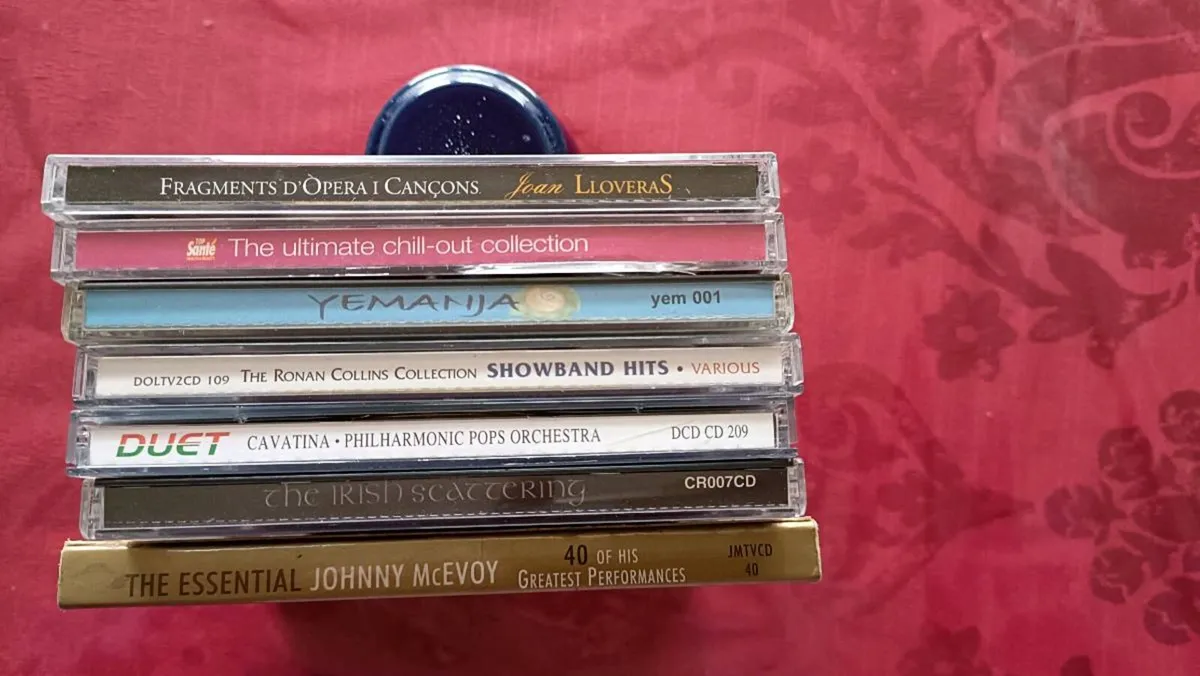 FRAGMENTS D'ÒPERA I CANÇONS Joan LLOVERAS
TOP Santé The ultimate chill-out collection
YEMANJA yem 001
DOLTV2CD 109 THE RONAN COLLINS COLLECTION SHOWBAND HITS • VARIOUS
DUET CAVATINA • PHILHARMONIC POPS ORCHESTRA DCD CD 209
the IRISH SCATTERING CR007CD
THE ESSENTIAL JOHNNY McEVOY 40 OF HIS JMTVCD
GREATEST PERFORMANCES 40